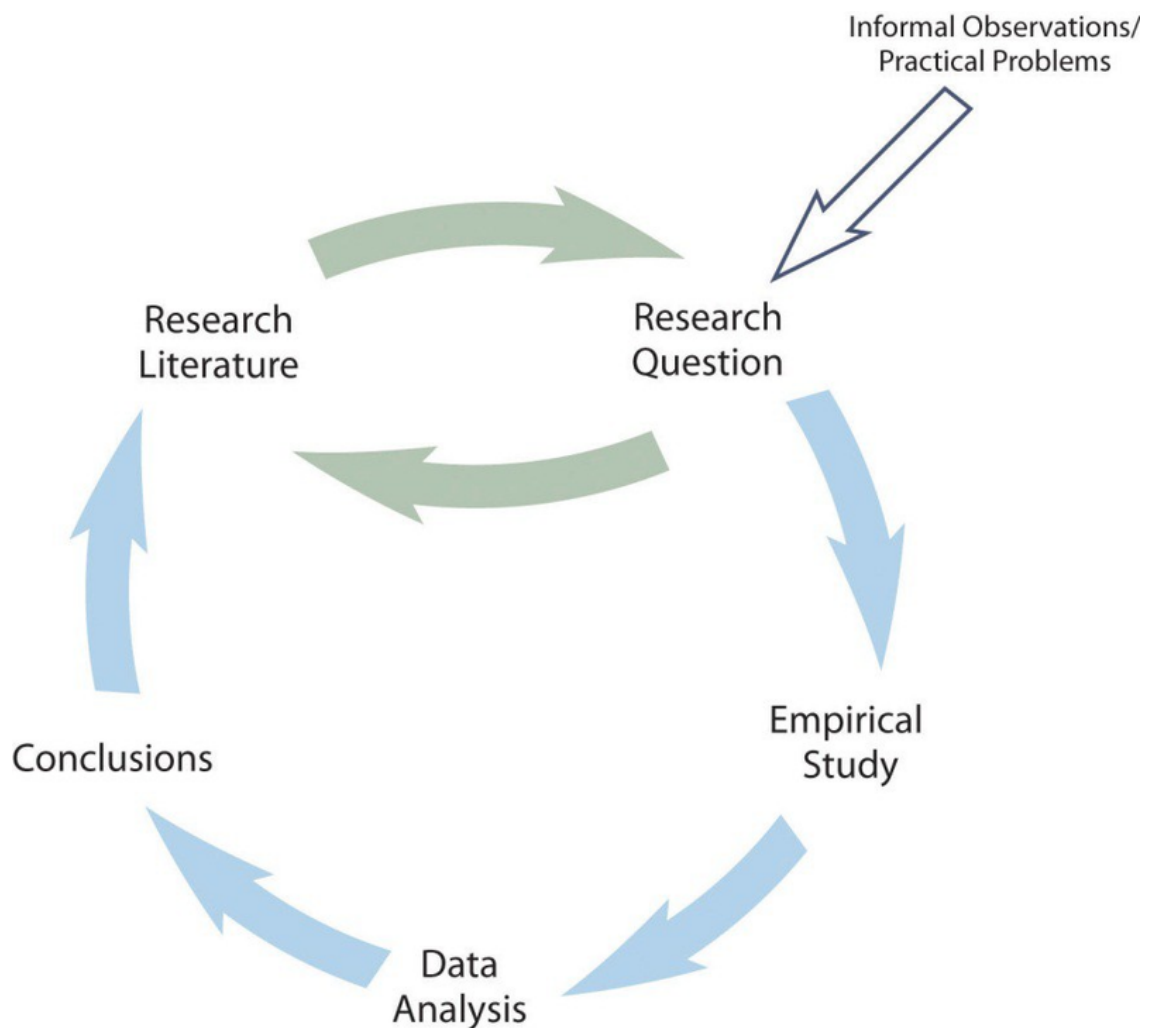 Informal Observations/
Practical Problems
Research
Literature
Research
Question
Empirical
Study
Conclusions
Data
Analysis